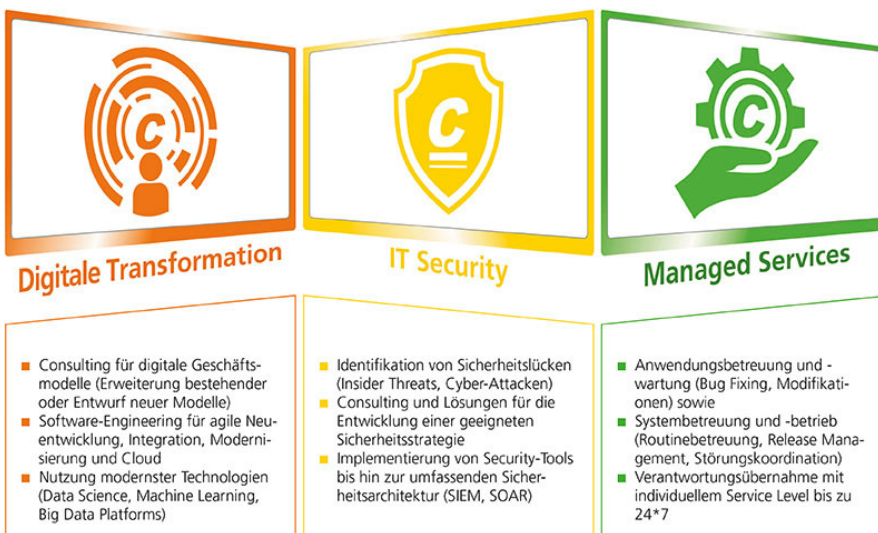 C
Digitale Transformation
Consulting für digitale Geschäfts-
modelle (Erweiterung bestehender
oder Entwurf neuer Modelle)
Software-Engineering für agile Neu-
entwicklung, Integration, Moderni-
sierung und Cloud
Nutzung modernster Technologien
(Data Science, Machine Learning,
Big Data Platforms)
C
IT Security
Identifikation von Sicherheitslücken
(Insider Threats, Cyber-Attacken)
Consulting und Lösungen für die
Entwicklung einer geeigneten
Sicherheitsstrategie
Implementierung von Security-Tools
bis hin zur umfassenden Sicher-
heitsarchitektur (SIEM, SOAR)
C
Managed Services
Anwendungsbetreuung und -
wartung (Bug Fixing, Modifikati-
onen) sowie
Systembetreuung und -betrieb
(Routinebetreuung, Release Mana-
gement, Störungskoordination)
Verantwortungsübernahme mit
individuellem Service Level bis zu
24*7